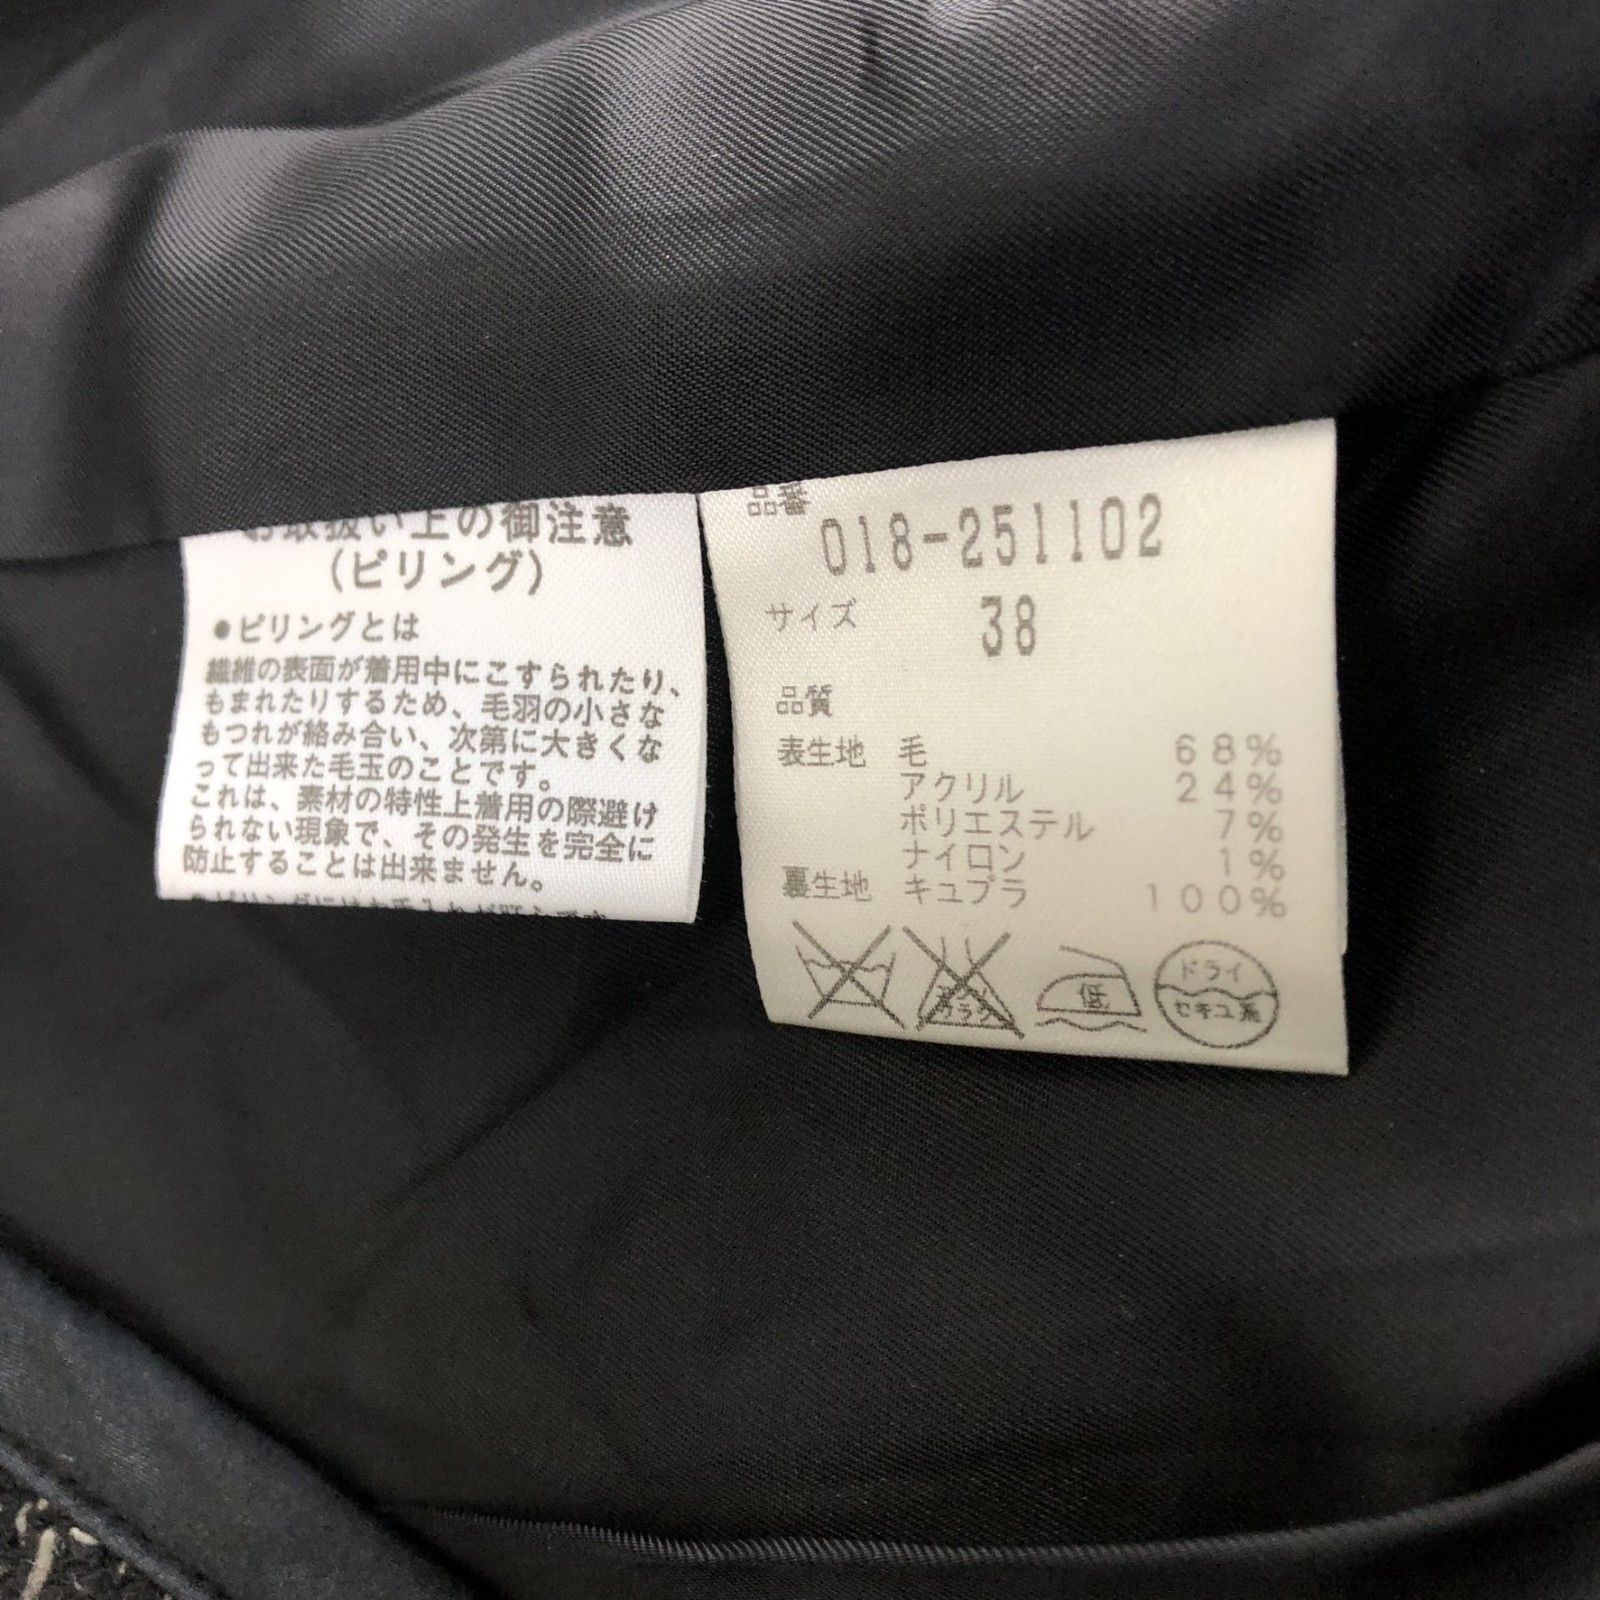 お取扱い上の御注意
(ピリング)
●ピリングとは
繊維の表面が着用中にこすられたり、
もまれたりするため、毛羽の小さな
もつれが絡み合い、次第に大きくな
って出来た毛玉のことです。
これは、素材の特性上着用の際避け
られない現象で、その発生を完全に
防止することは出来ません。
品番
018-251102
サイズ 38
品質
表生地 毛 68%
アクリル 24%
ポリエステル 7%
ナイロン 1%
裏生地 キュプラ 100%
エンソ
サラシ
低
ドライ
セキユ系